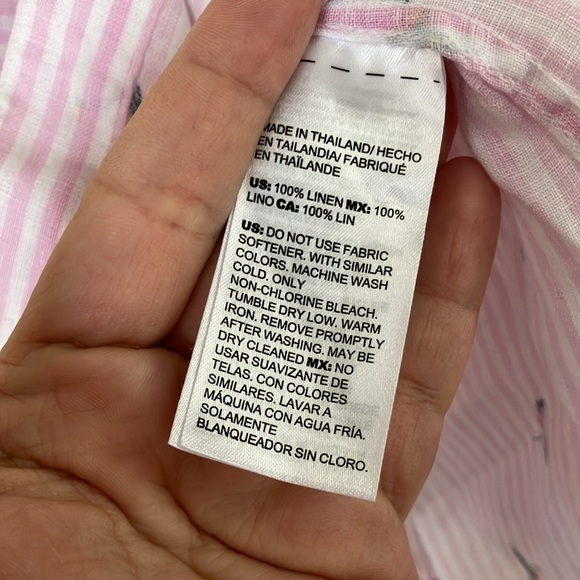 MADE IN THAILAND/ HECHO
EN TAILANDIA/ FABRIQUÉ
EN THAÏLANDE
US: 100% LINEN MX: 100%
LINO CA: 100% LIN
US: DO NOT USE FABRIC
SOFTENER. WITH SIMILAR
COLORS. MACHINE WASH
COLD. ONLY
NON-CHLORINE BLEACH.
TUMBLE DRY LOW. WARM
IRON. REMOVE PROMPTLY
AFTER WASHING. MAY BE
DRY CLEANED MX: NO
USAR SUAVIZANTE DE
TELAS. CON COLORES
SIMILARES. LAVAR A
MÁQUINA CON AGUA FRÍA.
SOLAMENTE
BLANQUEADOR SIN CLORO.